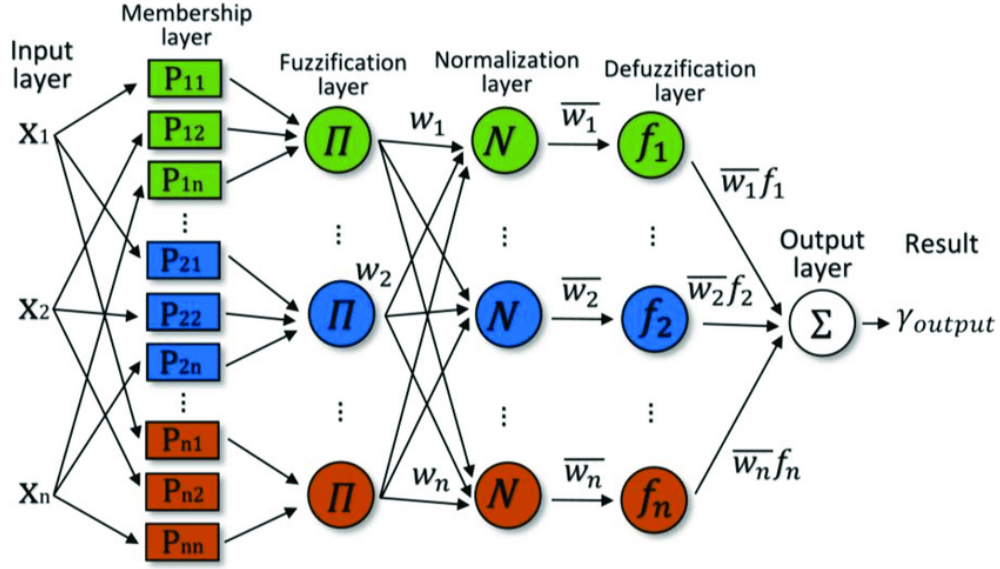 Input
layer
Membership
layer
Fuzzification
layer
Normalization
layer
Defuzzification
layer
Output
layer
Result
X₁
X₂
Xₙ
P₁₁
P₁₂
P₁ₙ
⋮
P₂₁
P₂₂
P₂ₙ
⋮
Pₙ₁
Pₙ₂
Pₙₙ
Π
⋮
Π
⋮
Π
w₁
w₂
wₙ
N
⋮
N
⋮
N
w̅₁
w̅₂
w̅ₙ
f₁
⋮
f₂
⋮
fₙ
w̅₁f₁
w̅₂f₂
w̅ₙfₙ
Σ
γₒᵤₜₚᵤₜ